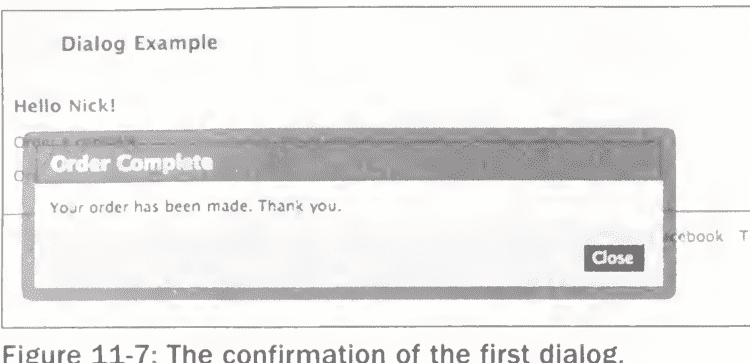 Dialog Example
Hello Nick!
Order Complete
Your order has been made. Thank you.
Close
Figure 11-7: The confirmation of the first dialog.